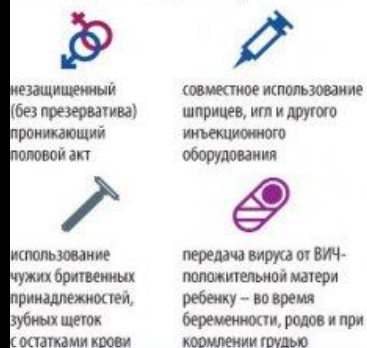 незащищенный
(без презерватива)
проникающий
половой акт
совместное использование
шприцев, игл и другого
инъекционного
оборудования
использование
чужих бритвенных
принадлежностей,
зубных щеток
с остатками крови
передача вируса от ВИЧ-
положительной матери
ребенку – во время
беременности, родов и при
кормлении грудью